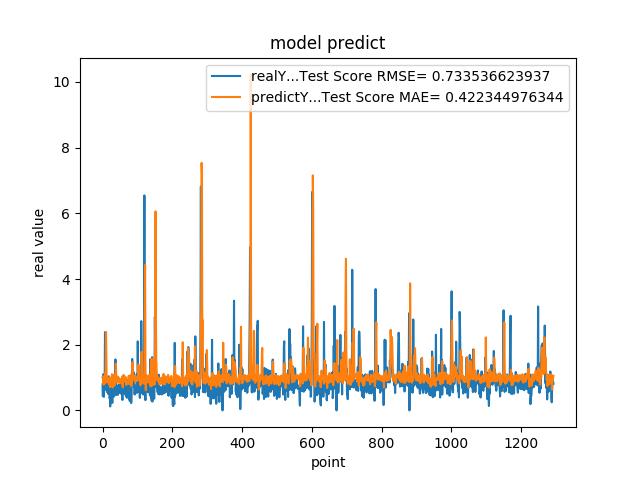 model predict
realY...Test Score RMSE= 0.733536623937
predictY...Test Score MAE= 0.422344976344
real value
10
8
6
4
2
0
0 200 400 600 800 1000 1200
point